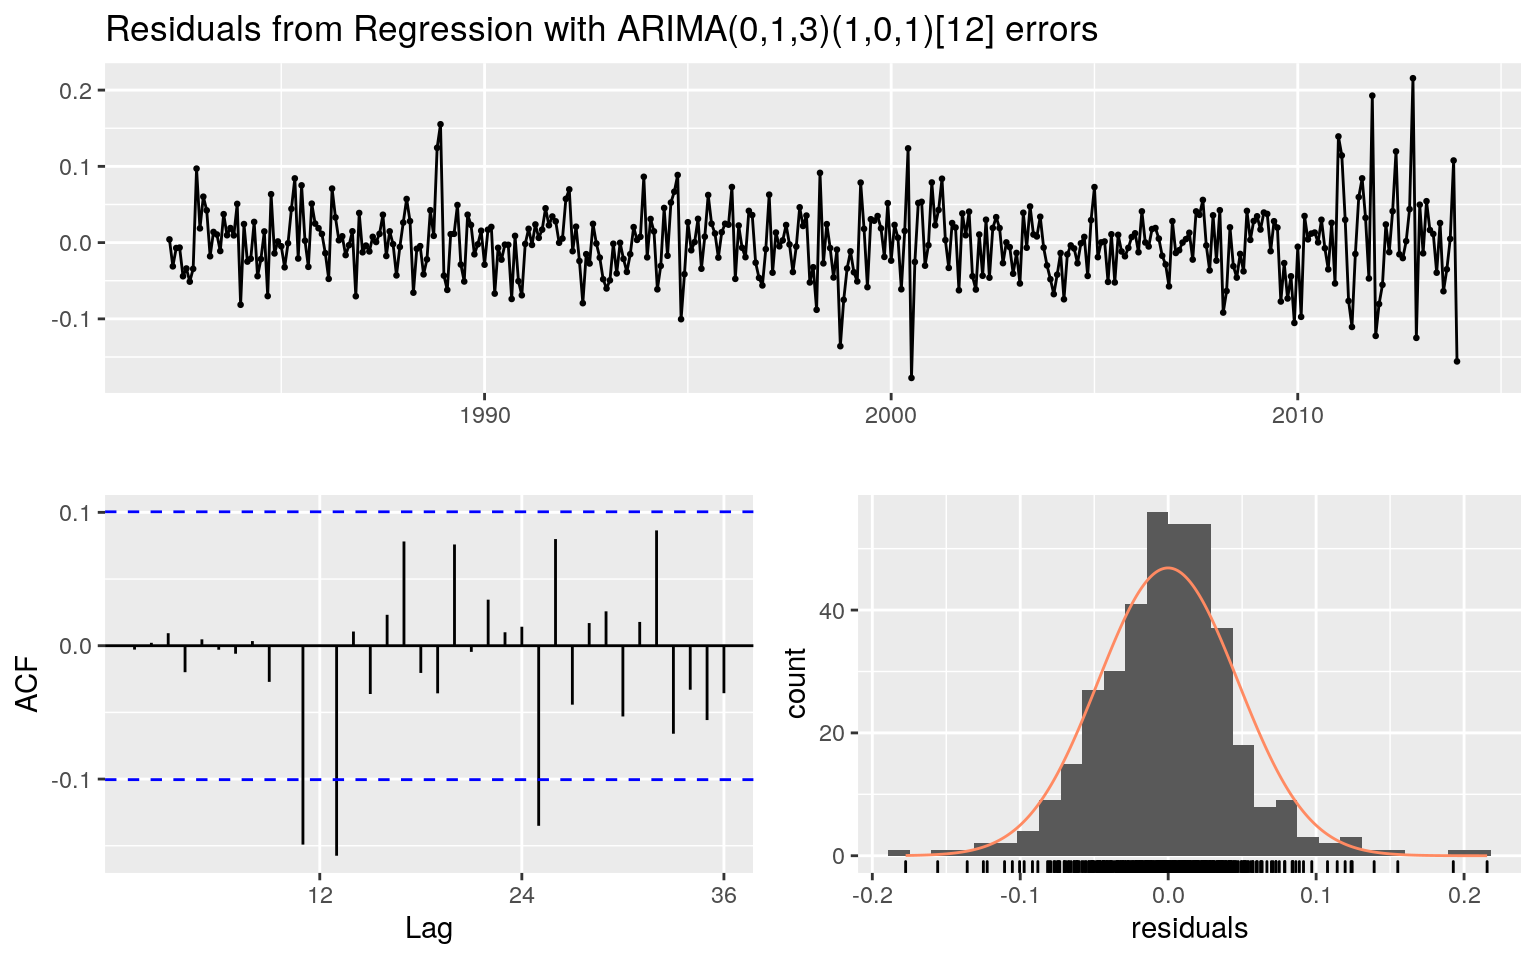 Residuals from Regression with ARIMA(0,1,3)(1,0,1)[12] errors
0.2
0.1
0.0
-0.1
1990 2000 2010
0.1
0.0
-0.1
ACF
12 24 36
Lag
40
20
0
count
-0.2 -0.1 0.0 0.1 0.2
residuals